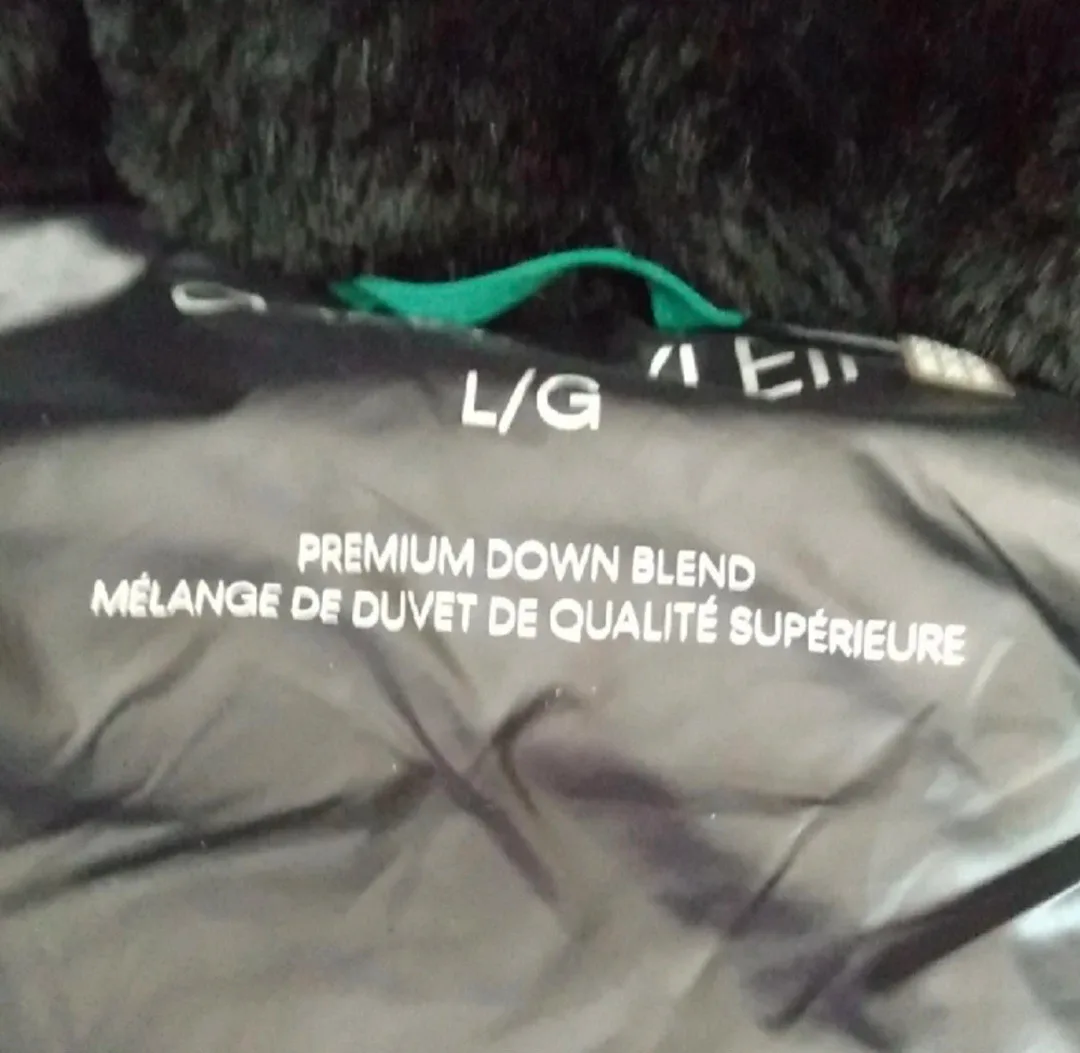 L/G
PREMIUM DOWN BLEND
MÉLANGE DE DUVET DE QUALITÉ SUPÉRIEURE